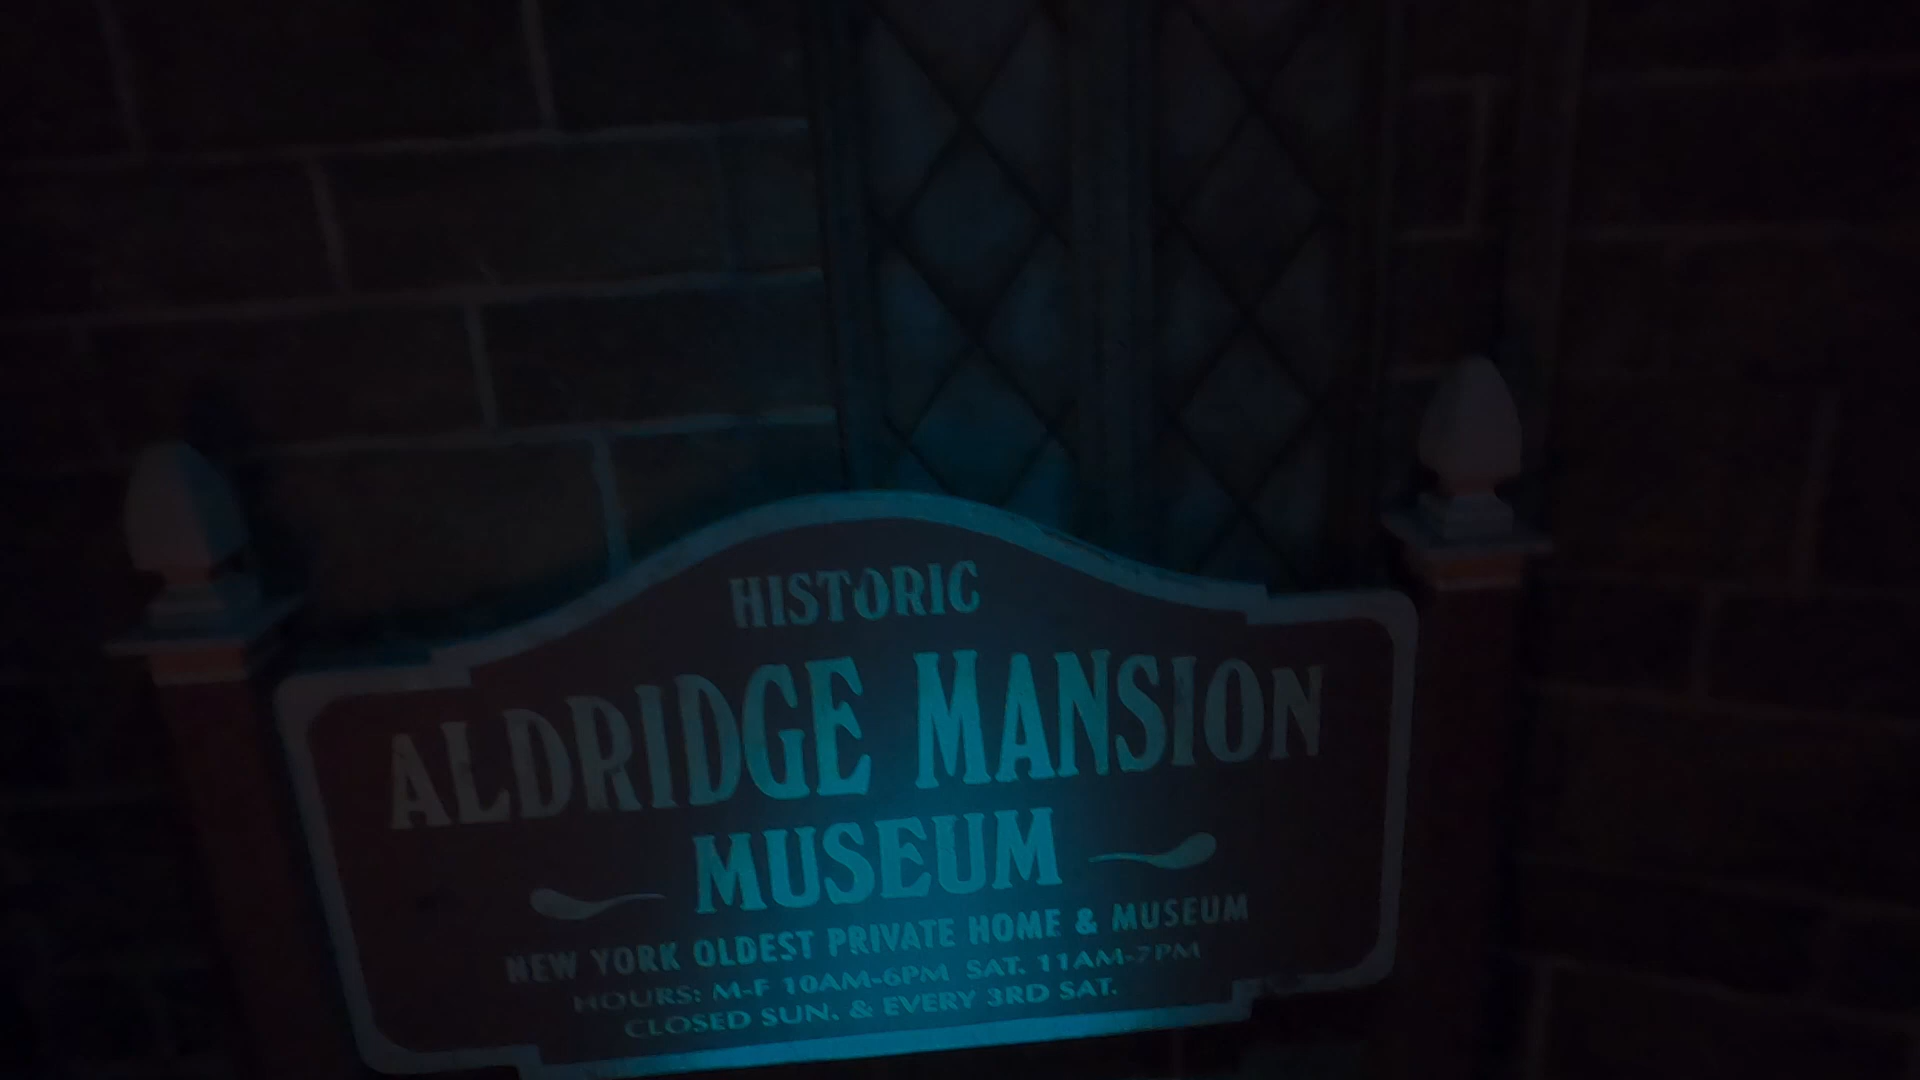 HISTORIC
ALDRIDGE MANSION
MUSEUM
NEW YORK OLDEST PRIVATE HOME & MUSEUM
HOURS: M-F 10AM-6PM SAT. 11AM-7PM
CLOSED SUN. & EVERY 3RD SAT.